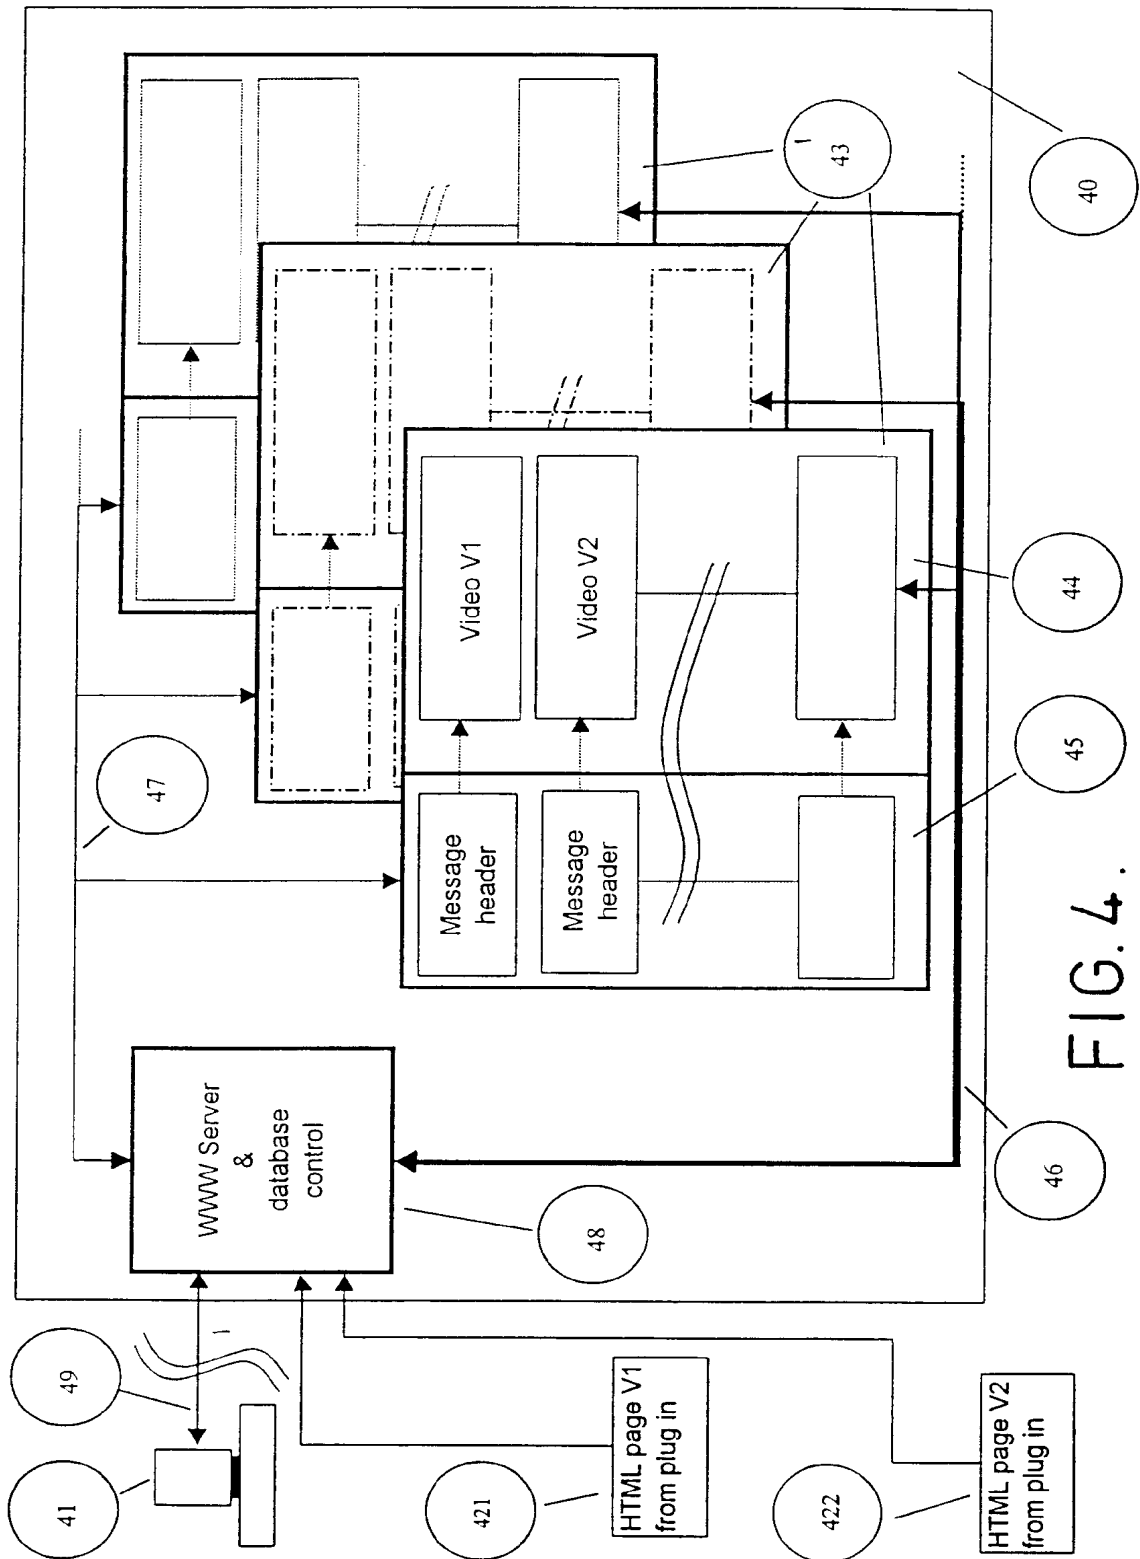 41
49
47
WWW Server
&
database
control
48
Message
header
Message
header
Video V1
Video V2
43
40
44
45
46
421
HTML page V1
from plug in
422
HTML page V2
from plug in
FIG. 4.